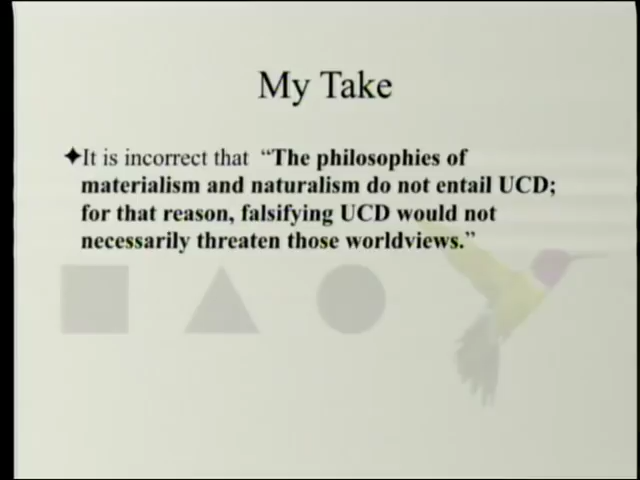 My Take
✦It is incorrect that “The philosophies of
materialism and naturalism do not entail UCD;
for that reason, falsifying UCD would not
necessarily threaten those worldviews.”